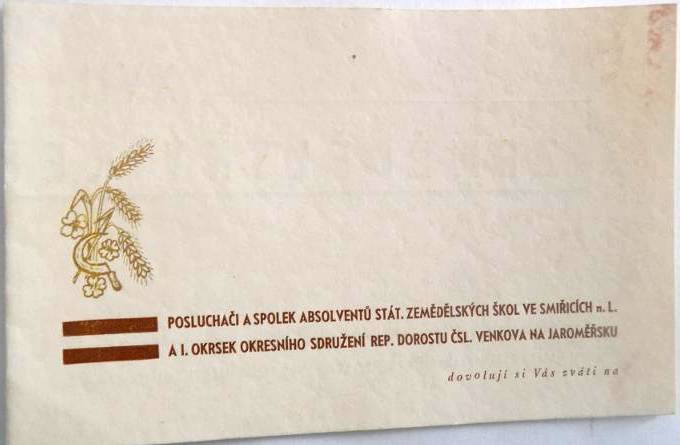 POSLUCHAČI A SPOLEK ABSOLVENTŮ STÁT. ZEMĚDĚLSKÝCH ŠKOL VE SMIŘICÍCH n. L.
A I. OKRSEK OKRESNÍHO SDRUŽENÍ REP. DOROSTU ČSL. VENKOVA NA JAROMĚŘSKU
dovolují si Vás zváti na